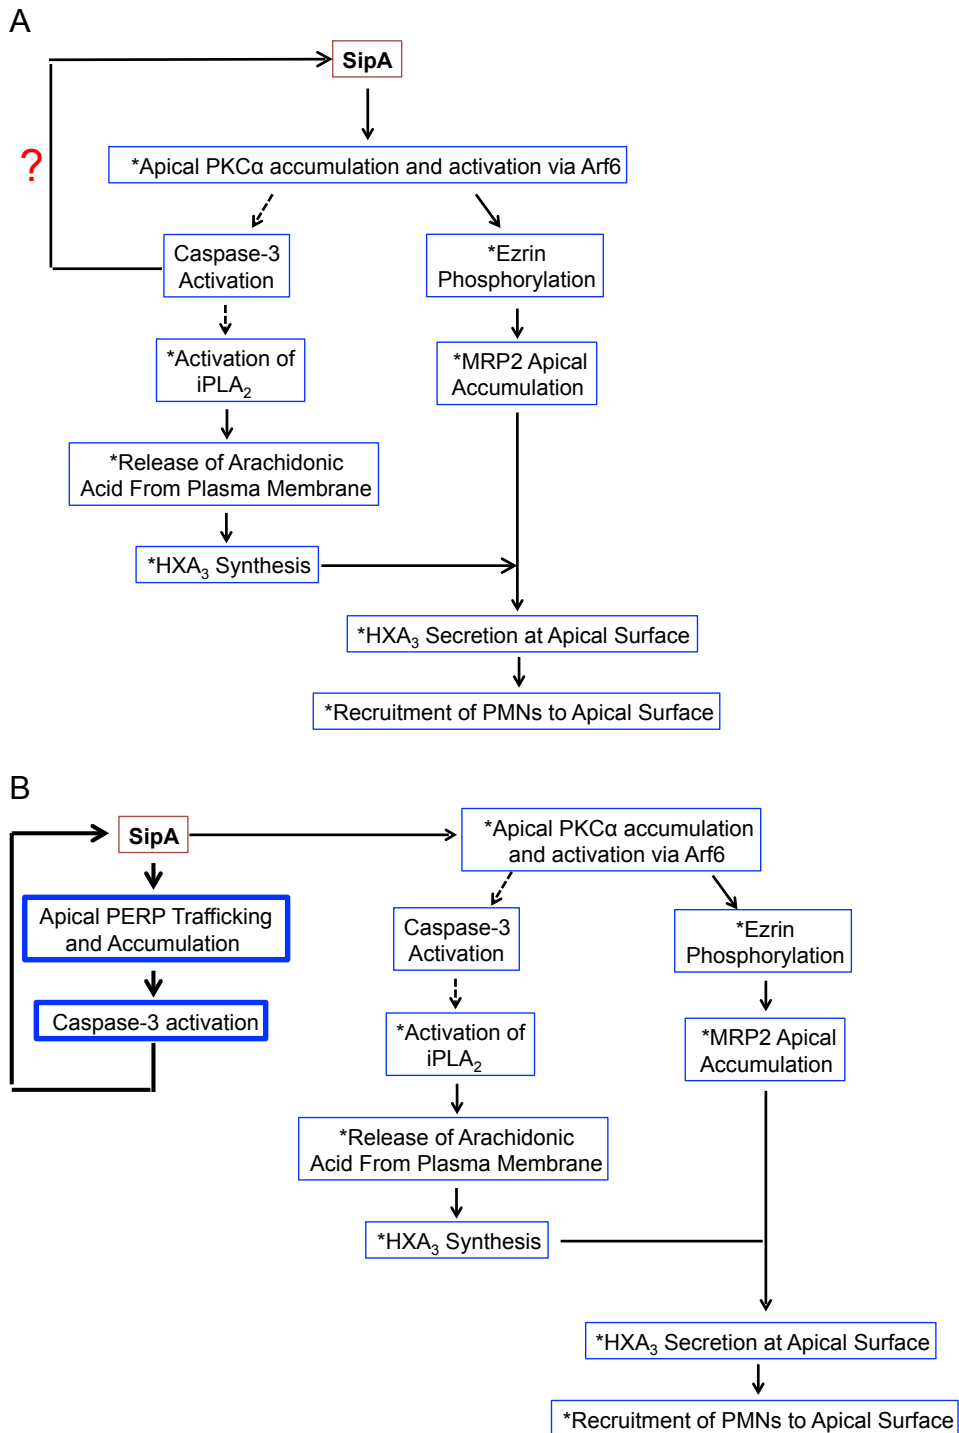 A
SipA
?
*Apical PKCα accumulation and activation via Arf6
Caspase-3
Activation
*Ezrin
Phosphorylation
*Activation of
iPLA₂
*MRP2 Apical
Accumulation
*Release of Arachidonic
Acid From Plasma Membrane
*HXA₃ Synthesis
*HXA₃ Secretion at Apical Surface
*Recruitment of PMNs to Apical Surface
B
SipA
*Apical PKCα accumulation
and activation via Arf6
Apical PERP Trafficking
and Accumulation
Caspase-3
Activation
*Ezrin
Phosphorylation
Caspase-3 activation
*Activation of
iPLA₂
*MRP2 Apical
Accumulation
*Release of Arachidonic
Acid From Plasma Membrane
*HXA₃ Synthesis
*HXA₃ Secretion at Apical Surface
*Recruitment of PMNs to Apical Surface